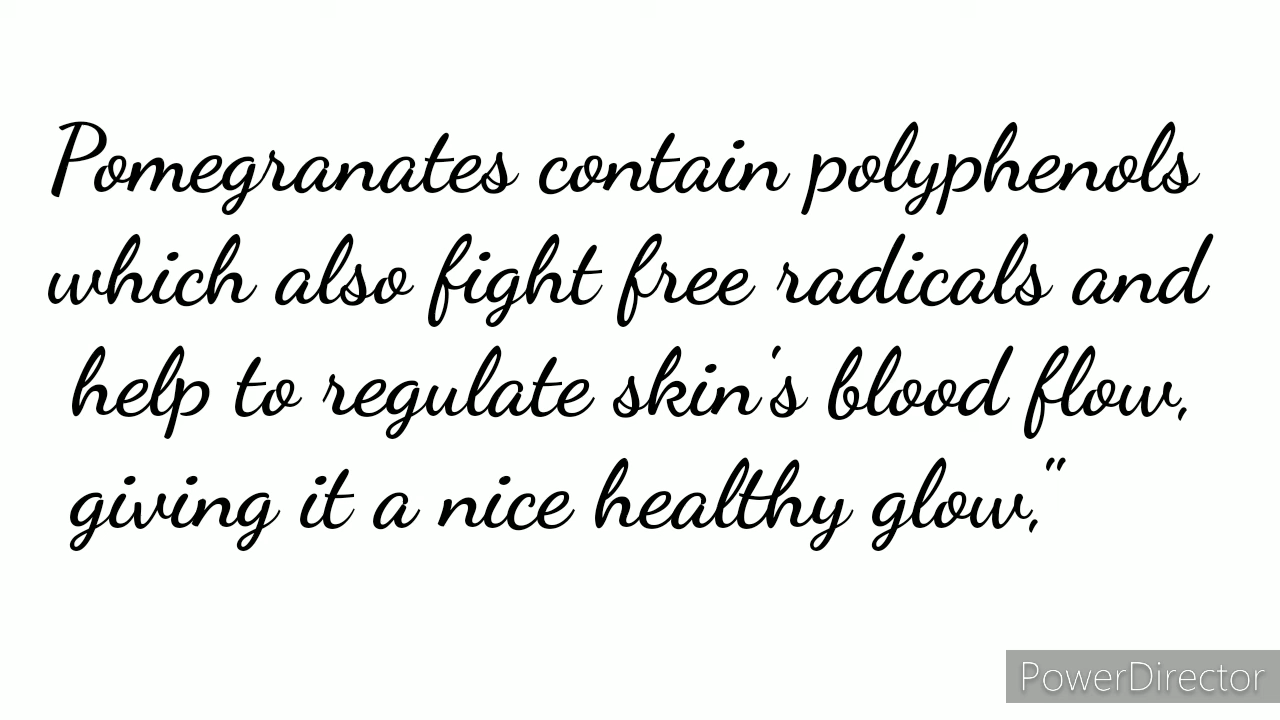 Pomegranates contain polyphenols
which also fight free radicals and
help to regulate skin's blood flow,
giving it a nice healthy glow,"
PowerDirector